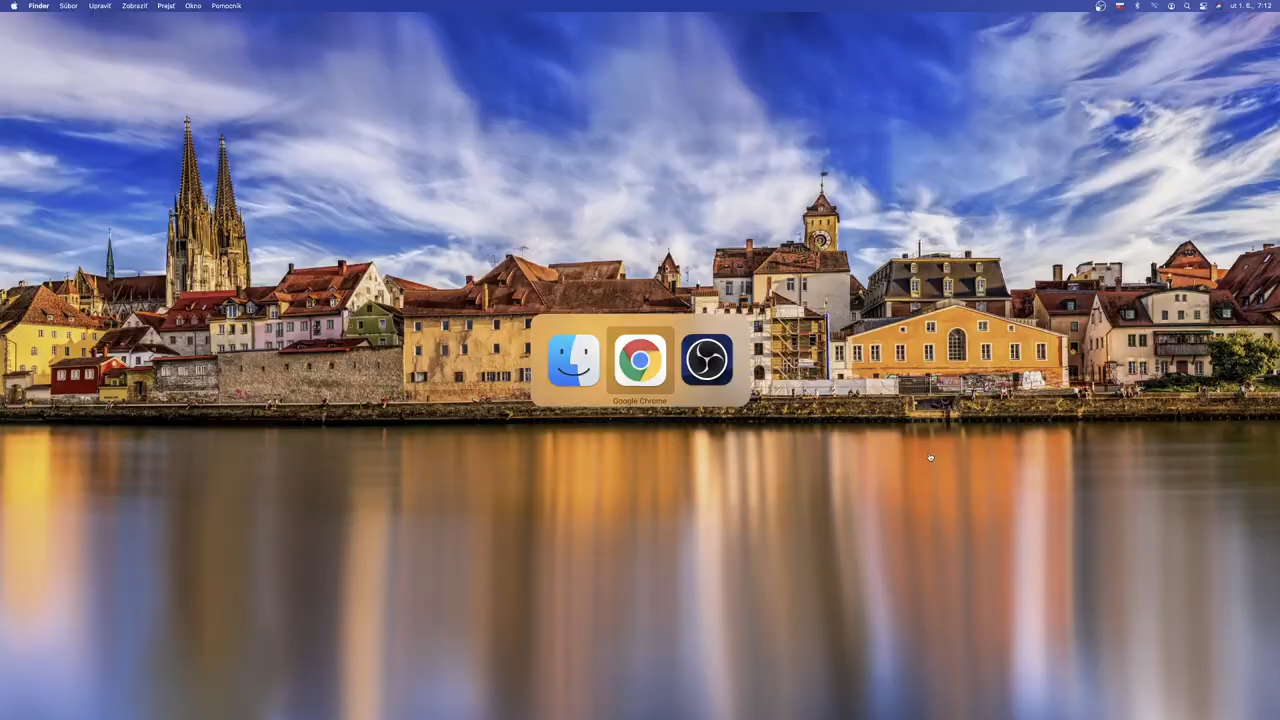 Finder Súbor Upraviť Zobraziť Prejsť Okno Pomocník
ut 1. 6., 7:12
Google Chrome